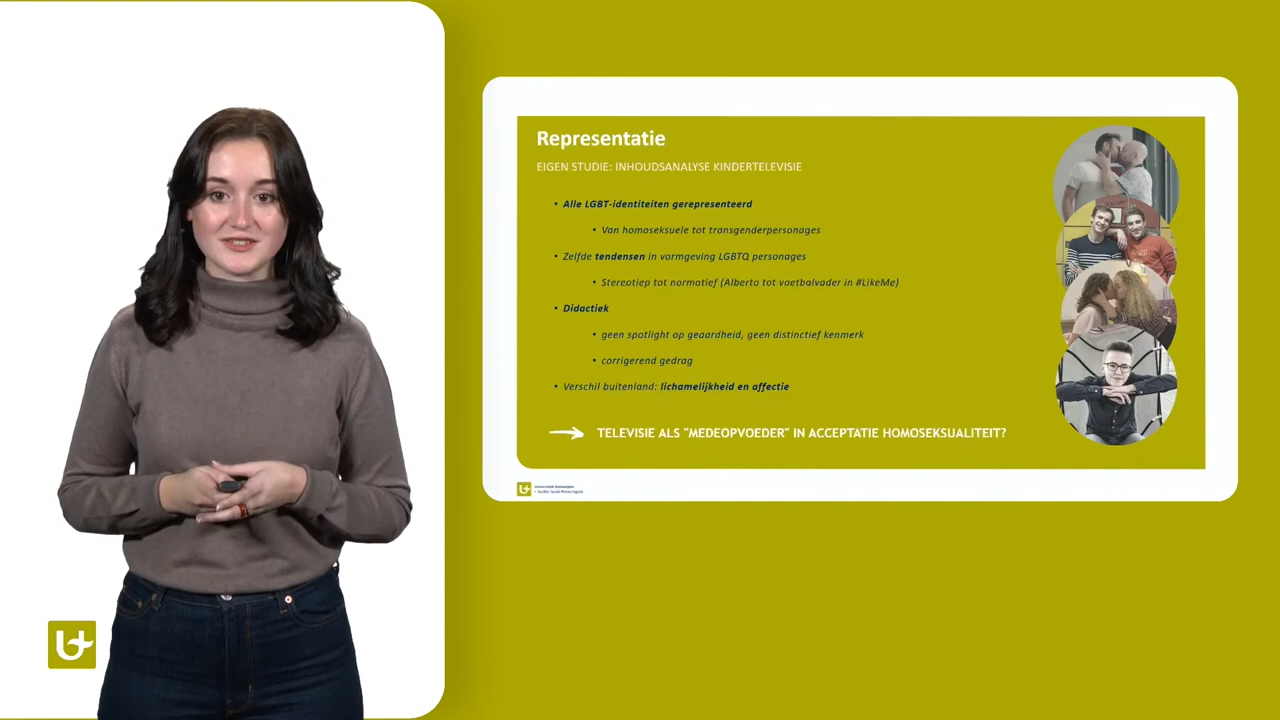 Representatie
EIGEN STUDIE: INHOUDSANALYSE KINDERTELEVISIE
• Alle LGBT-identiteiten gerepresenteerd
• Van homoseksuele tot transgenderpersonages
• Zelfde tendensen in vormgeving LGBTQ personages
• Stereotiep tot normatief (Alberto tot voetbalvader in #LikeMe)
• Didactiek
• geen spotlight op geaardheid, geen distinctief kenmerk
• corrigerend gedrag
• Verschil buitenland: lichamelijkheid en affectie
TELEVISIE ALS "MEDEOPVOEDER" IN ACCEPTATIE HOMOSEKSUALITEIT?
Universiteit Antwerpen